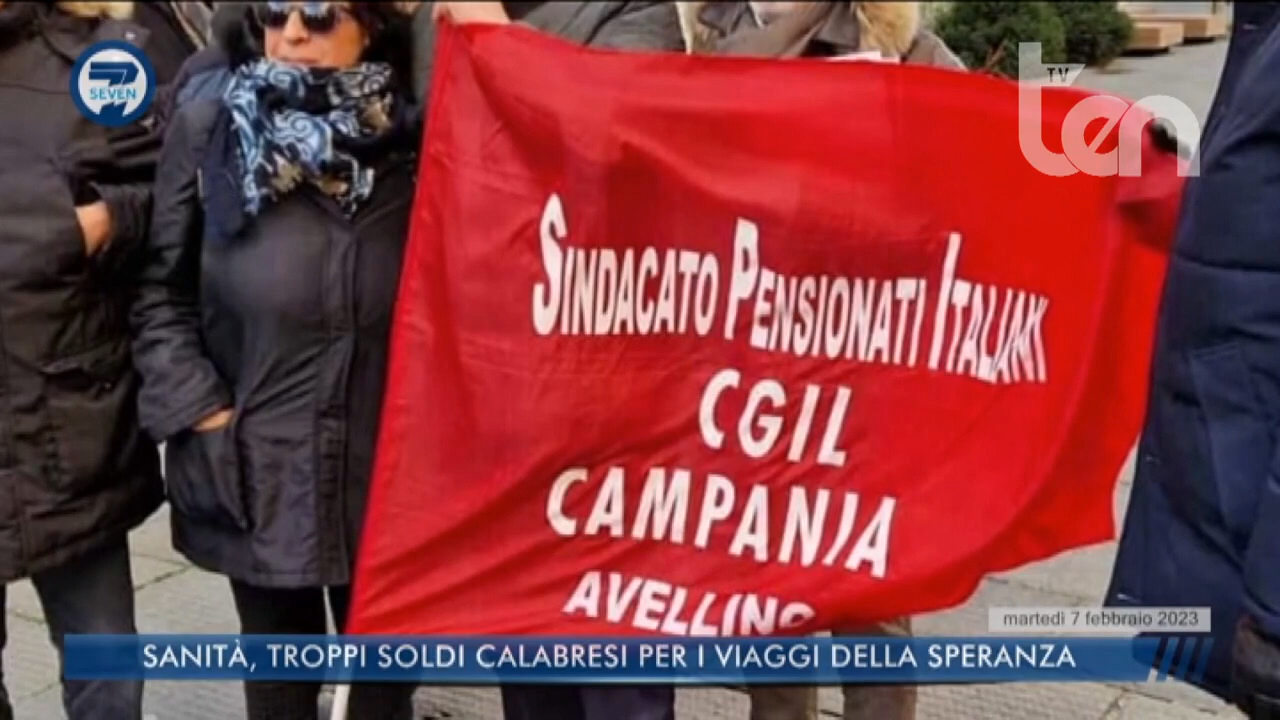 7
SEVEN
TV
ten
SINDACATO PENSIONATI ITALIANI
CGIL
CAMPANIA
AVELLINO
martedì 7 febbraio 2023
SANITÀ, TROPPI SOLDI CALABRESI PER I VIAGGI DELLA SPERANZA